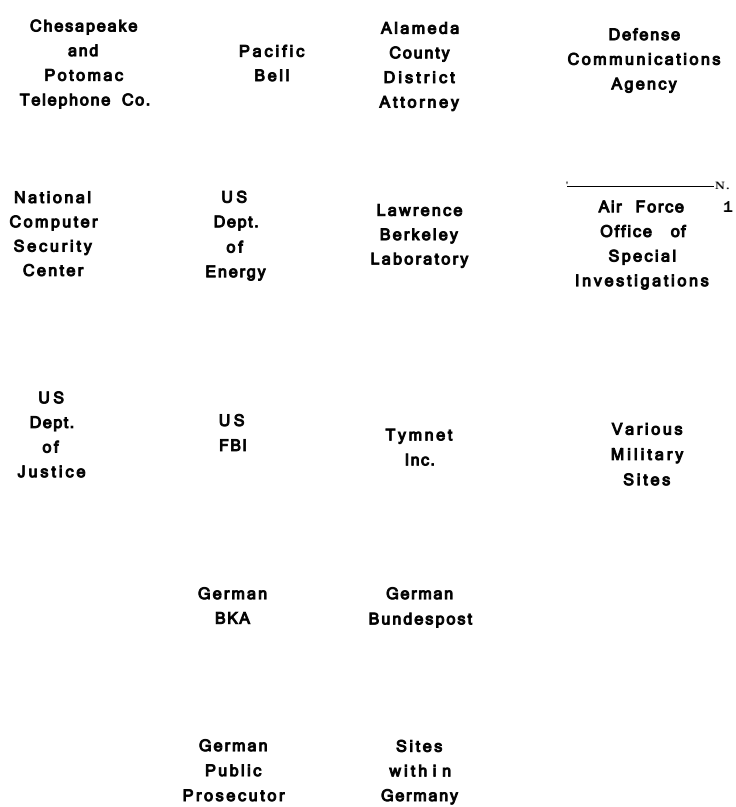 Chesapeake
and
Potomac
Telephone Co.
Pacific
Bell
Alameda
County
District
Attorney
Defense
Communications
Agency
National
Computer
Security
Center
US
Dept.
of
Energy
Lawrence
Berkeley
Laboratory
N.
Air Force 1
Office of
Special
Investigations
US
Dept.
of
Justice
US
FBI
Tymnet
Inc.
Various
Military
Sites
German
BKA
German
Bundespost
German
Public
Prosecutor
Sites
within
Germany